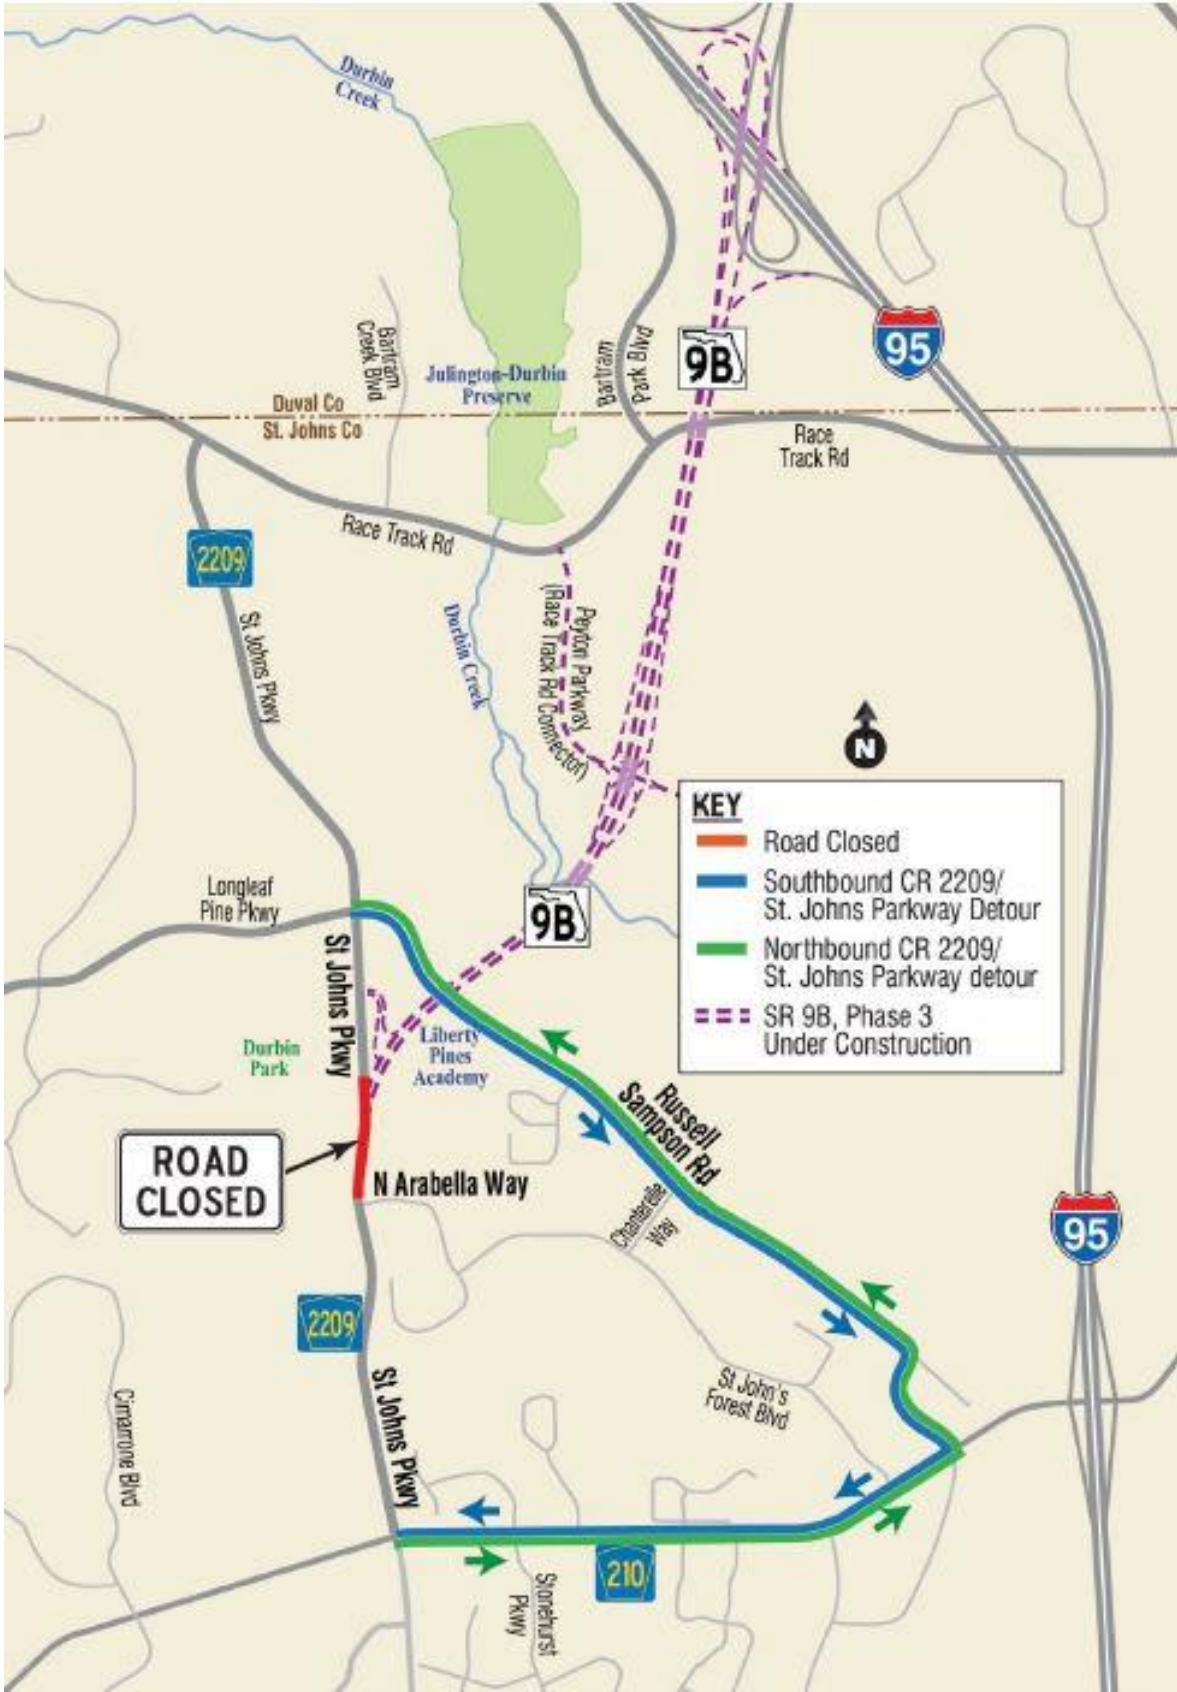 Durbin
Creek
Bartram
Creek Blvd
Julington-Durbin
Preserve
Bartram
Park Blvd
9B
95
Duval Co
St. Johns Co
Race
Track Rd
Race Track Rd
2209
St Johns Pkwy
Durbin Creek
Peyton Parkway
(Race Track Rd Connector)
N
KEY
Road Closed
Southbound CR 2209/
St. Johns Parkway Detour
Northbound CR 2209/
St. Johns Parkway detour
SR 9B, Phase 3
Under Construction
Longleaf
Pine Pkwy
9B
St Johns Pkwy
Durbin
Park
Liberty
Pines
Academy
Russell
Sampson Rd
ROAD
CLOSED
N Arabella Way
Chanterelle
Way
95
2209
St Johns Pkwy
St John's
Forest Blvd
Cimarrone Blvd
210
Stonehurst
Pkwy